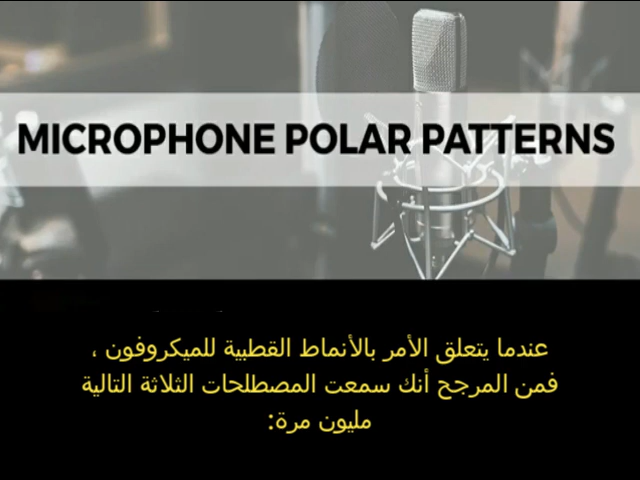 MICROPHONE POLAR PATTERNS
عندما يتعلق الأمر بالأنماط القطبية للميكروفون ،
فمن المرجح أنك سمعت المصطلحات الثلاثة التالية
مليون مرة: